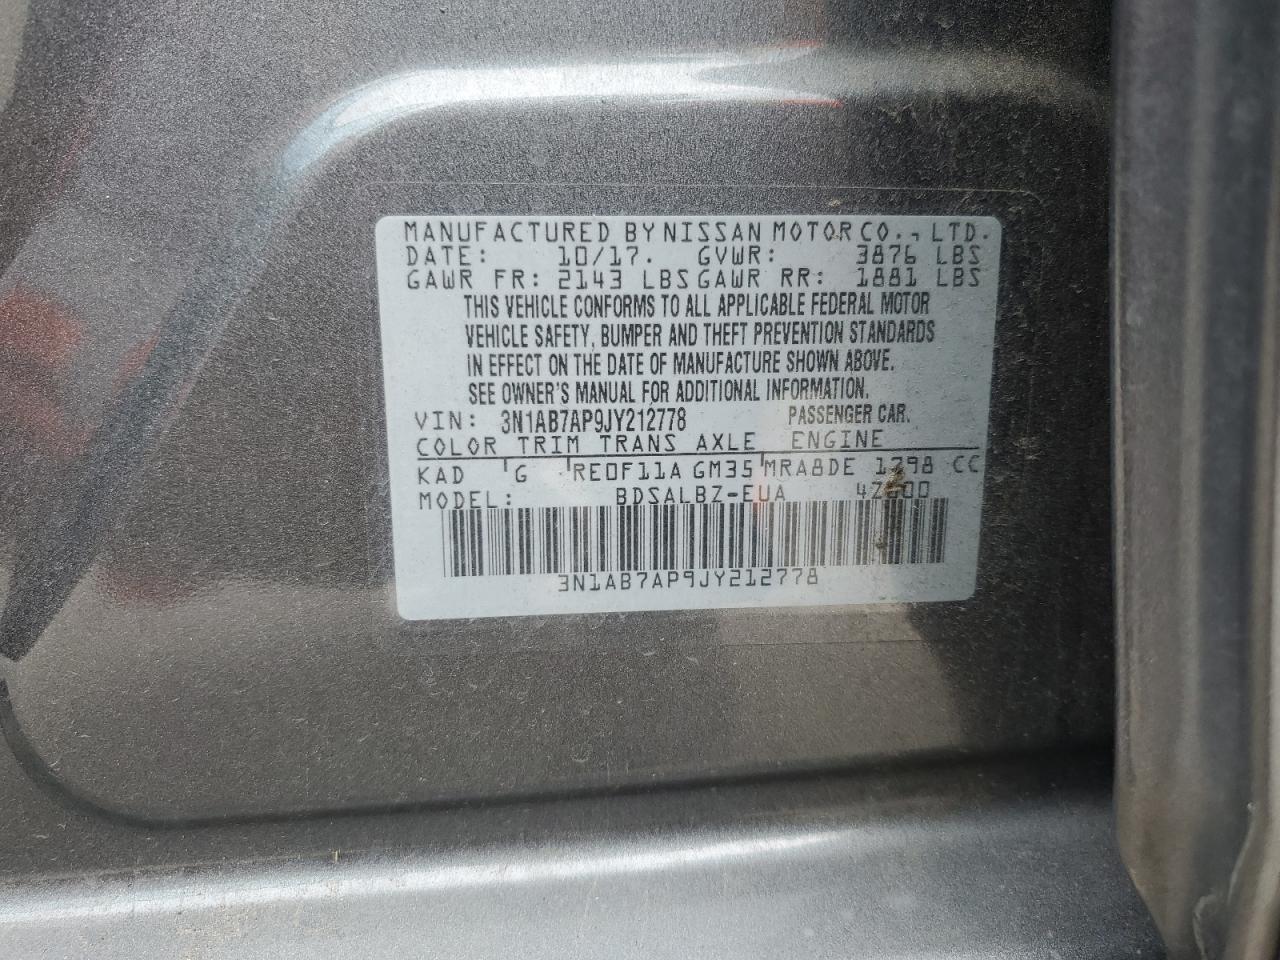 MANUFACTURED BY NISSAN MOTOR CO., LTD.
DATE: 10/17. GVWR: 3876 LBS
GAWR FR: 2143 LBS GAWR RR: 1881 LBS
THIS VEHICLE CONFORMS TO ALL APPLICABLE FEDERAL MOTOR
VEHICLE SAFETY, BUMPER AND THEFT PREVENTION STANDARDS
IN EFFECT ON THE DATE OF MANUFACTURE SHOWN ABOVE.
SEE OWNER'S MANUAL FOR ADDITIONAL INFORMATION.
VIN: 3N1AB7AP9JY212778 PASSENGER CAR.
COLOR TRIM TRANS AXLE ENGINE
KAD G RE0F11A GM35 MRA8DE 1798 CC
MODEL: BDSALBZ-EUA
3N1AB7AP9JY212778